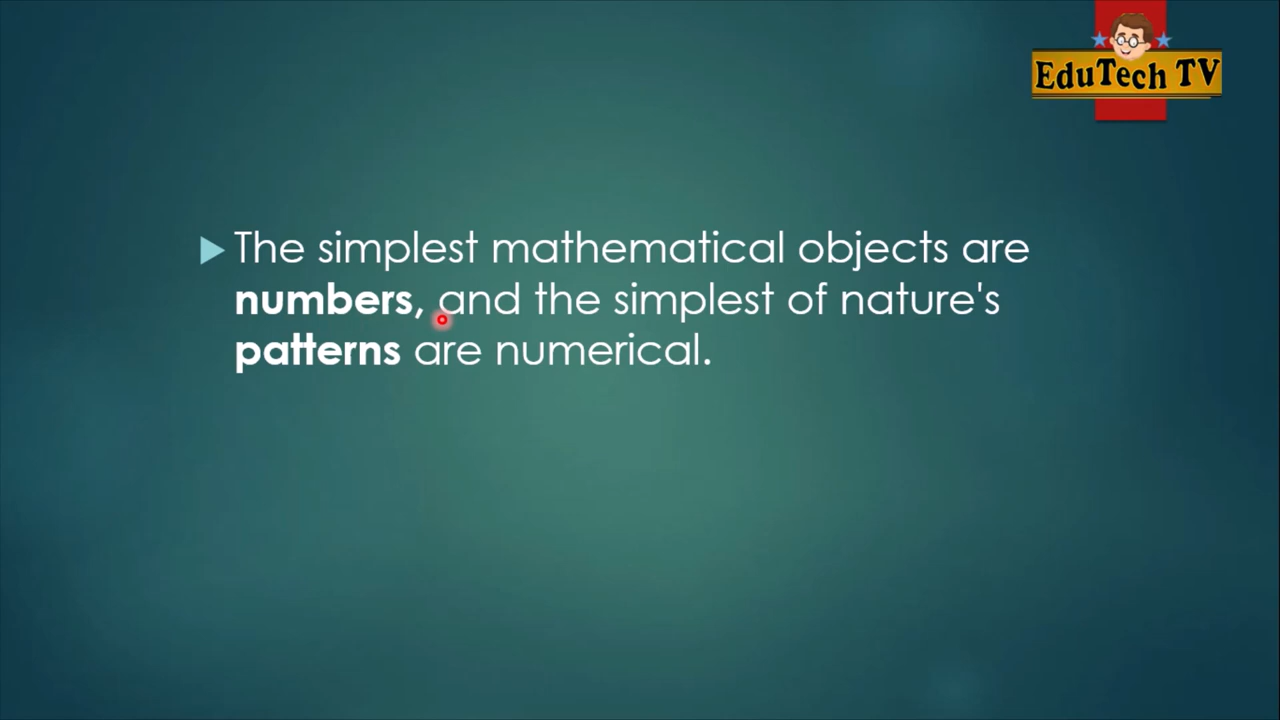 EduTech TV
The simplest mathematical objects are
numbers, and the simplest of nature's
patterns are numerical.